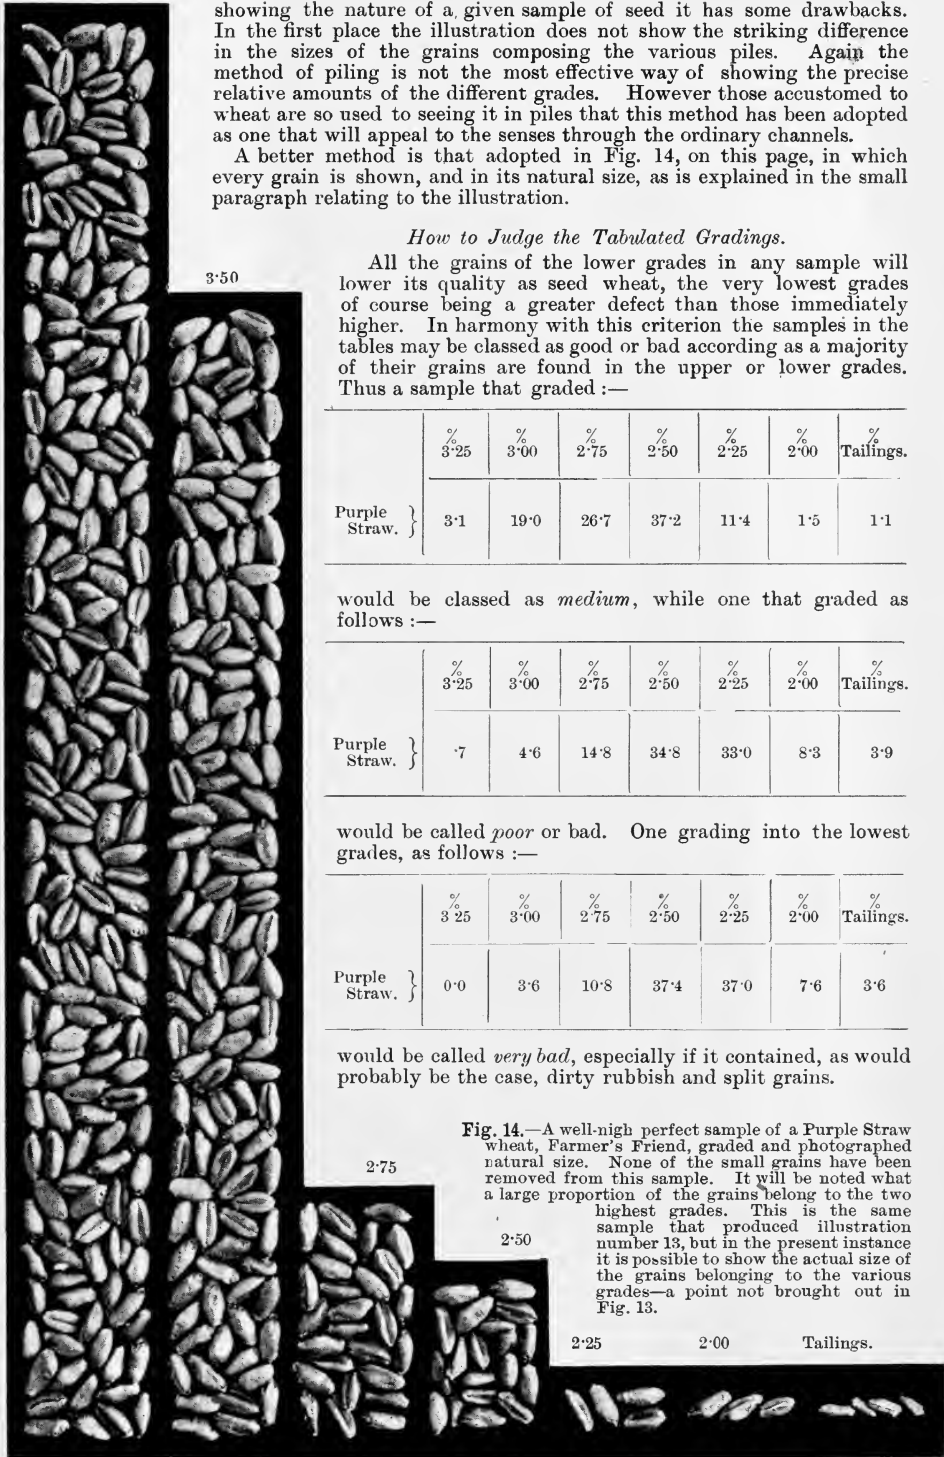 showing the nature of a given sample of seed it has some drawbacks.
In the first place the illustration does not show the striking difference
in the sizes of the grains composing the various piles. Again the
method of piling is not the most effective way of showing the precise
relative amounts of the different grades. However those accustomed to
wheat are so used to seeing it in piles that this method has been adopted
as one that will appeal to the senses through the ordinary channels.
A better method is that adopted in Fig. 14, on this page, in which
every grain is shown, and in its natural size, as is explained in the small
paragraph relating to the illustration.
How to Judge the Tabulated Gradings.
3·50
All the grains of the lower grades in any sample will
lower its quality as seed wheat, the very lowest grades
of course being a greater defect than those immediately
higher. In harmony with this criterion the samples in the
tables may be classed as good or bad according as a majority
of their grains are found in the upper or lower grades.
Thus a sample that graded :—
% % % % % % %
3·25 3·00 2·75 2·50 2·25 2·00 Tailings.
Purple
Straw. } 3·1 19·0 26·7 37·2 11·4 1·5 1·1
would be classed as medium, while one that graded as
follows :—
% % % % % % %
3·25 3·00 2·75 2·50 2·25 2·00 Tailings.
Purple
Straw. } ·7 4·6 14·8 34·8 33·0 8·3 3·9
would be called poor or bad. One grading into the lowest
grades, as follows :—
% % % % % % %
3 25 3·00 2·75 2·50 2·25 2·00 Tailings.
Purple
Straw. } 0·0 3·6 10·8 37·4 37·0 7·6 3·6
would be called very bad, especially if it contained, as would
probably be the case, dirty rubbish and split grains.
Fig. 14.—A well-nigh perfect sample of a Purple Straw
wheat, Farmer's Friend, graded and photographed
natural size. None of the small grains have been
removed from this sample. It will be noted what
a large proportion of the grains belong to the two
highest grades. This is the same
sample that produced illustration
number 13, but in the present instance
it is possible to show the actual size of
the grains belonging to the various
grades—a point not brought out in
Fig. 13.
2·75
2·50
2·25 2·00 Tailings.